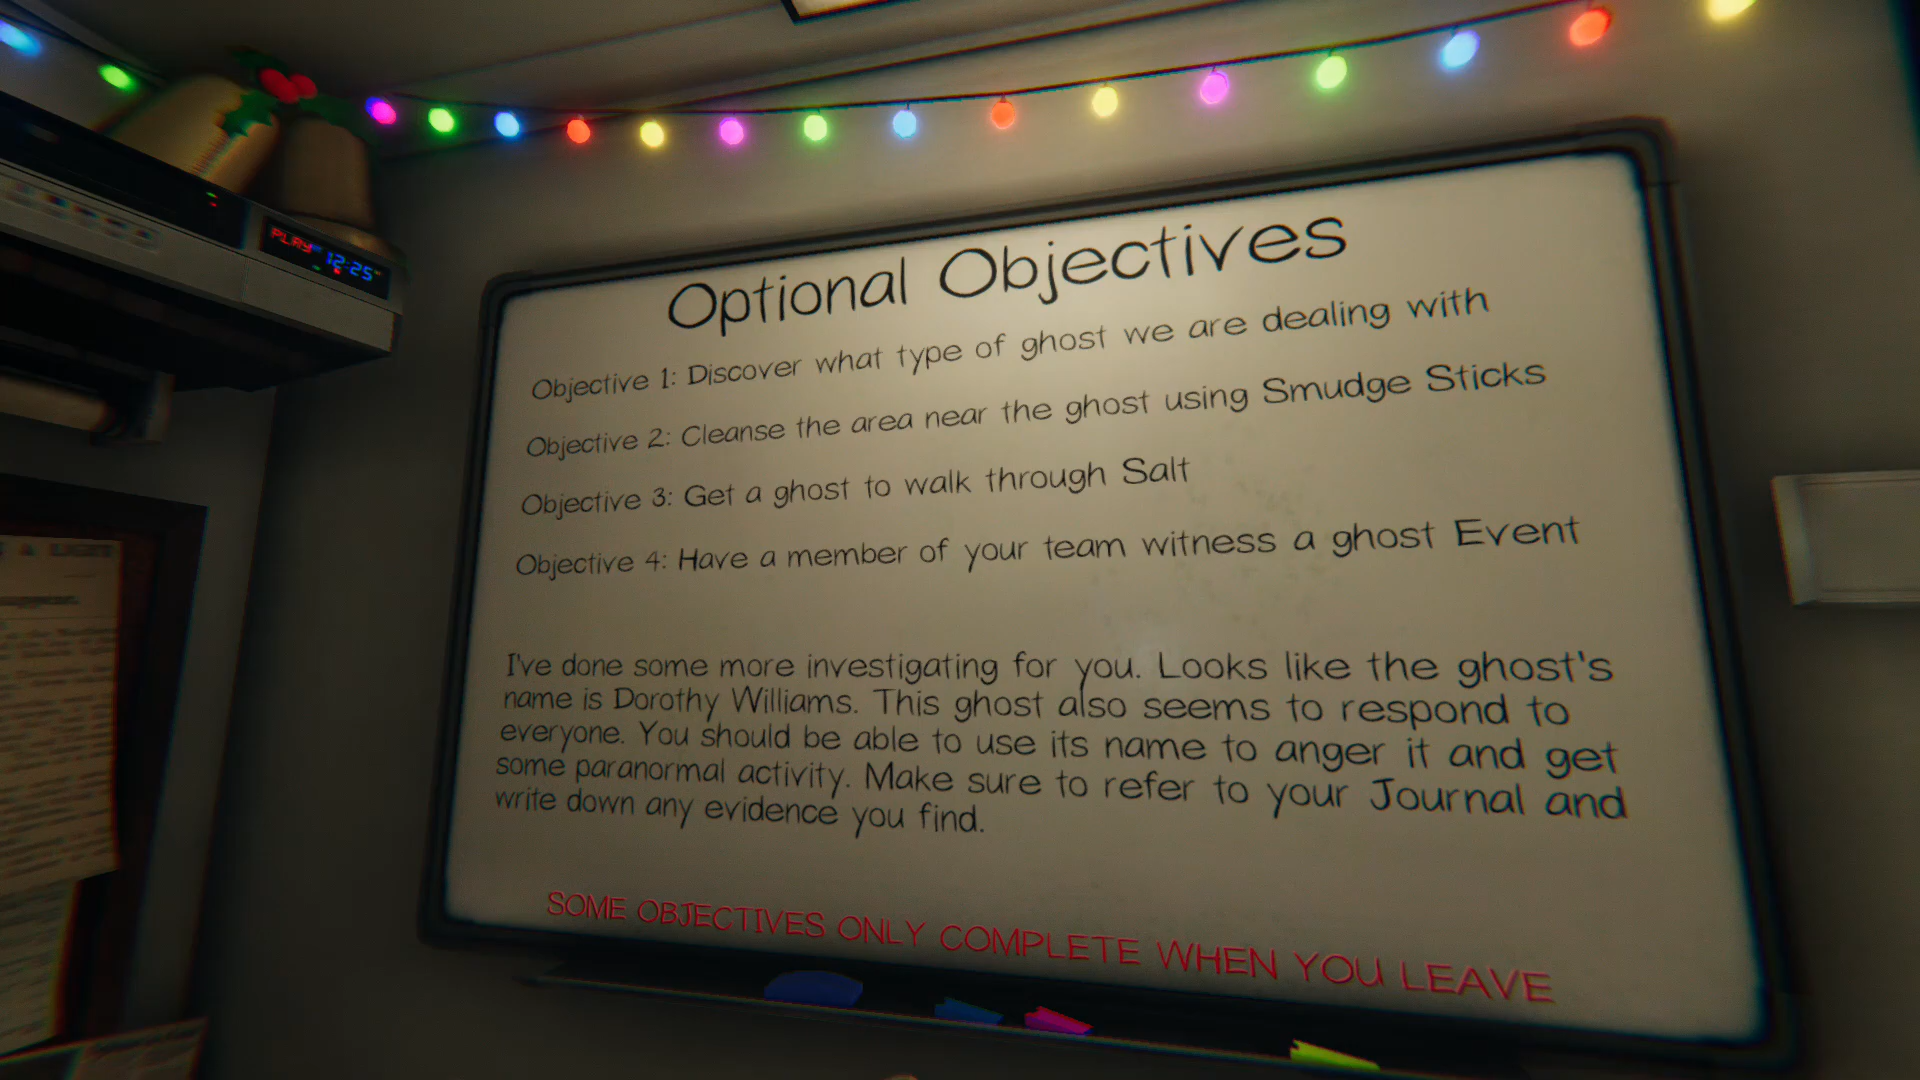 PLAY 12:25
Optional Objectives
Objective 1: Discover what type of ghost we are dealing with
Objective 2: Cleanse the area near the ghost using Smudge Sticks
Objective 3: Get a ghost to walk through Salt
Objective 4: Have a member of your team witness a ghost Event
I've done some more investigating for you. Looks like the ghost's
name is Dorothy Williams. This ghost also seems to respond to
everyone. You should be able to use its name to anger it and get
some paranormal activity. Make sure to refer to your Journal and
write down any evidence you find.
SOME OBJECTIVES ONLY COMPLETE WHEN YOU LEAVE